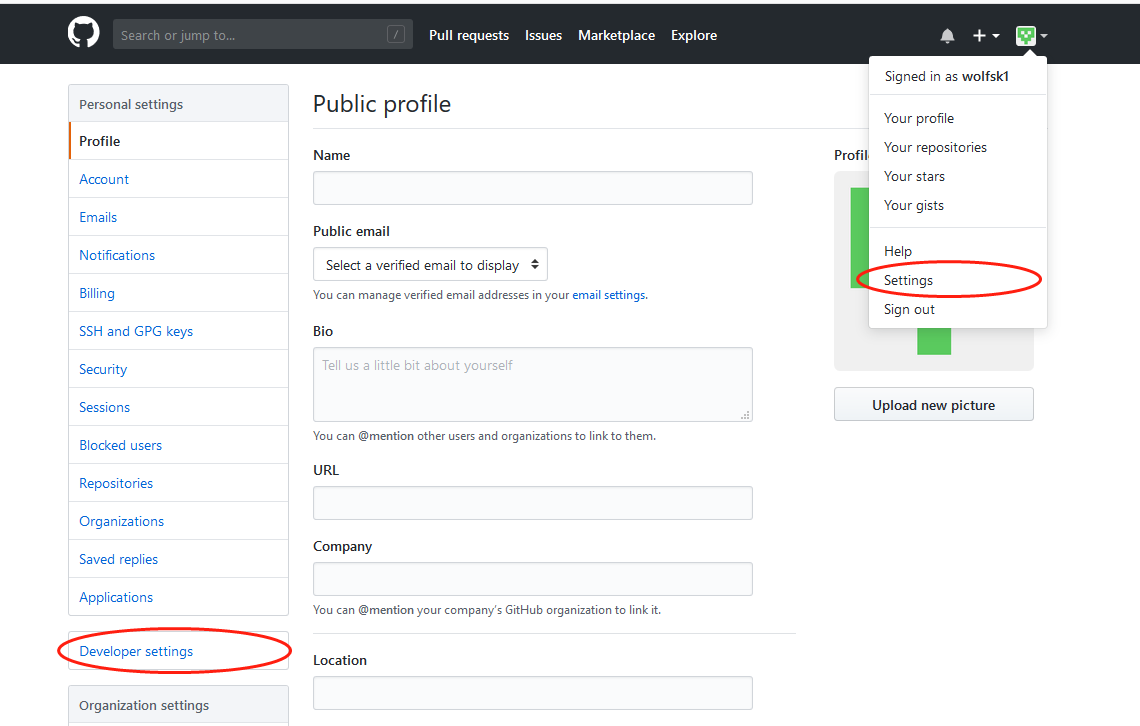 Search or jump to... / Pull requests Issues Marketplace Explore
Signed in as wolfsk1
Your profile
Your repositories
Your stars
Your gists
Help
Settings
Sign out
Personal settings
Profile
Account
Emails
Notifications
Billing
SSH and GPG keys
Security
Sessions
Blocked users
Repositories
Organizations
Saved replies
Applications
Developer settings
Organization settings
Public profile
Name
Public email
Select a verified email to display
You can manage verified email addresses in your email settings.
Bio
Tell us a little bit about yourself
You can @mention other users and organizations to link to them.
URL
Company
You can @mention your company's GitHub organization to link it.
Location
Profil
Upload new picture